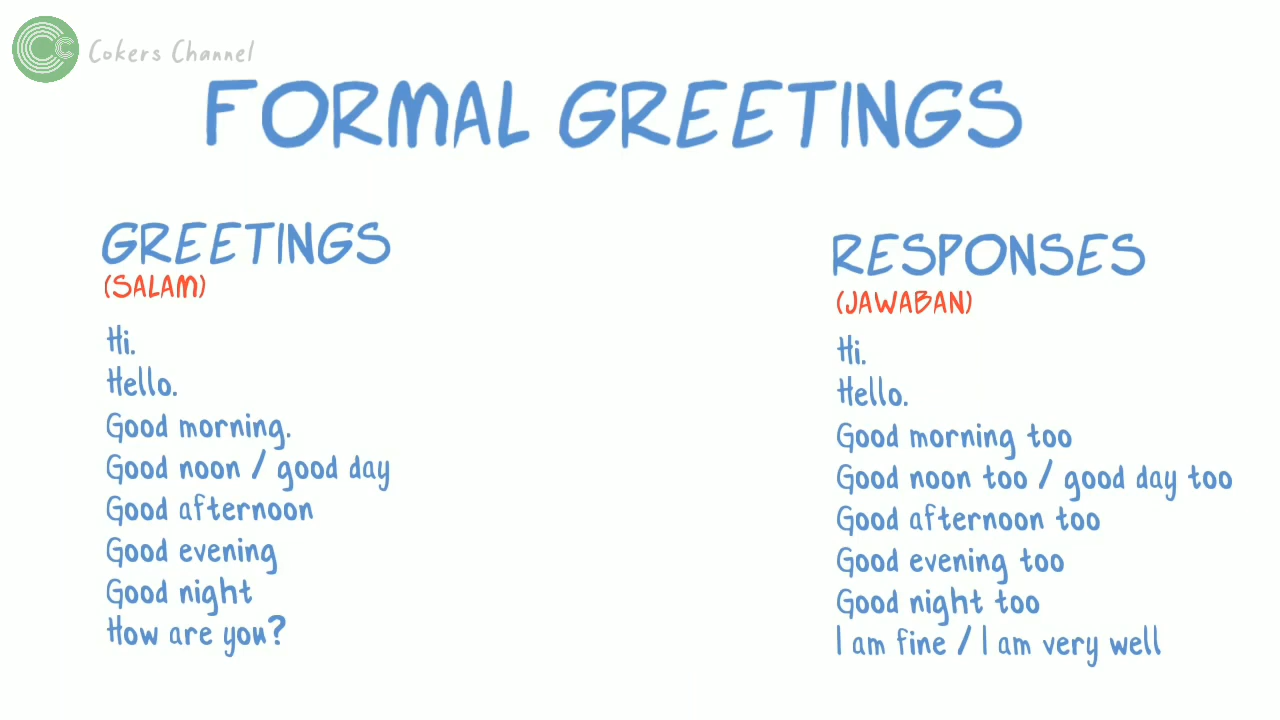 Cokers Channel
FORMAL GREETINGS
GREETINGS
(SALAM)
Hi.
Hello.
Good morning.
Good noon / good day
Good afternoon
Good evening
Good night
How are you?
RESPONSES
(JAWABAN)
Hi.
Hello.
Good morning too
Good noon too / good day too
Good afternoon too
Good evening too
Good night too
I am fine / I am very well